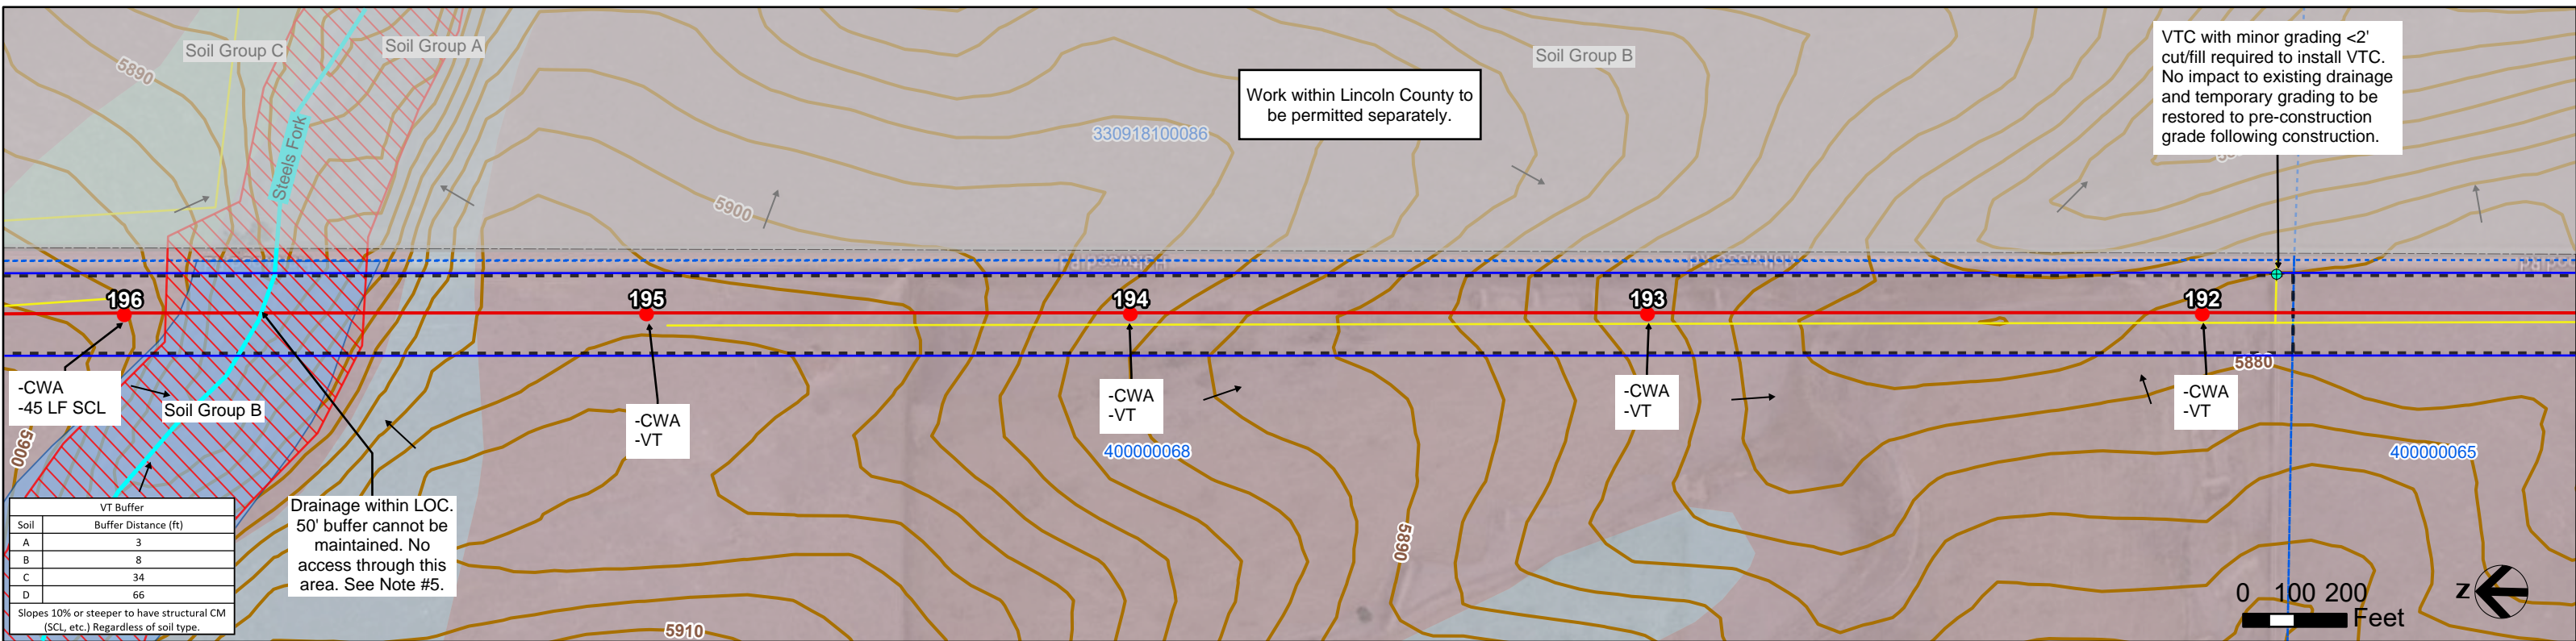 Soil Group C
Soil Group A
Soil Group B
5890
Steels Fork
5900
330918100086
Work within Lincoln County to
be permitted separately.
VTC with minor grading <2'
cut/fill required to install VTC.
No impact to existing drainage
and temporary grading to be
restored to pre-construction
grade following construction.
196
195
194
193
192
-CWA
-45 LF SCL
Soil Group B
-CWA
-VT
-CWA
-VT
-CWA
-VT
-CWA
-VT
5880
5900
400000068
400000065
5890
5910
Drainage within LOC.
50' buffer cannot be
maintained. No
access through this
area. See Note #5.
VT Buffer
Soil Buffer Distance (ft)
A 3
B 8
C 34
D 66
Slopes 10% or steeper to have structural CM
(SCL, etc.) Regardless of soil type.
0 100 200
Feet
Z